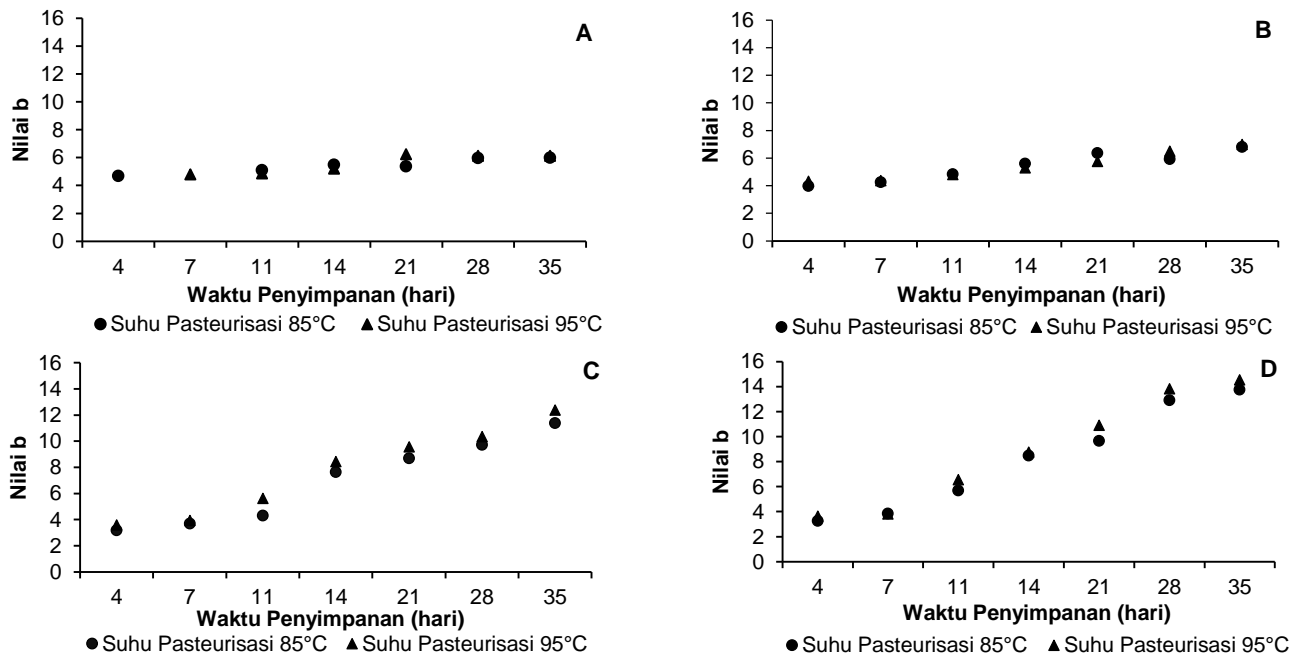 A
16
14
12
10
8
6
4
2
0
Nilai b
4 7 11 14 21 28 35
Waktu Penyimpanan (hari)
● Suhu Pasteurisasi 85°C ▲ Suhu Pasteurisasi 95°C
B
16
14
12
10
8
6
4
2
0
Nilai b
4 7 11 14 21 28 35
Waktu Penyimpanan (hari)
● Suhu Pasteurisasi 85°C ▲ Suhu Pasteurisasi 95°C
C
16
14
12
10
8
6
4
2
0
Nilai b
4 7 11 14 21 28 35
Waktu Penyimpanan (hari)
● Suhu Pasteurisasi 85°C ▲ Suhu Pasteurisasi 95°C
D
16
14
12
10
8
6
4
2
0
Nilai b
4 7 11 14 21 28 35
Waktu Penyimpanan (hari)
● Suhu Pasteurisasi 85°C ▲ Suhu Pasteurisasi 95°C